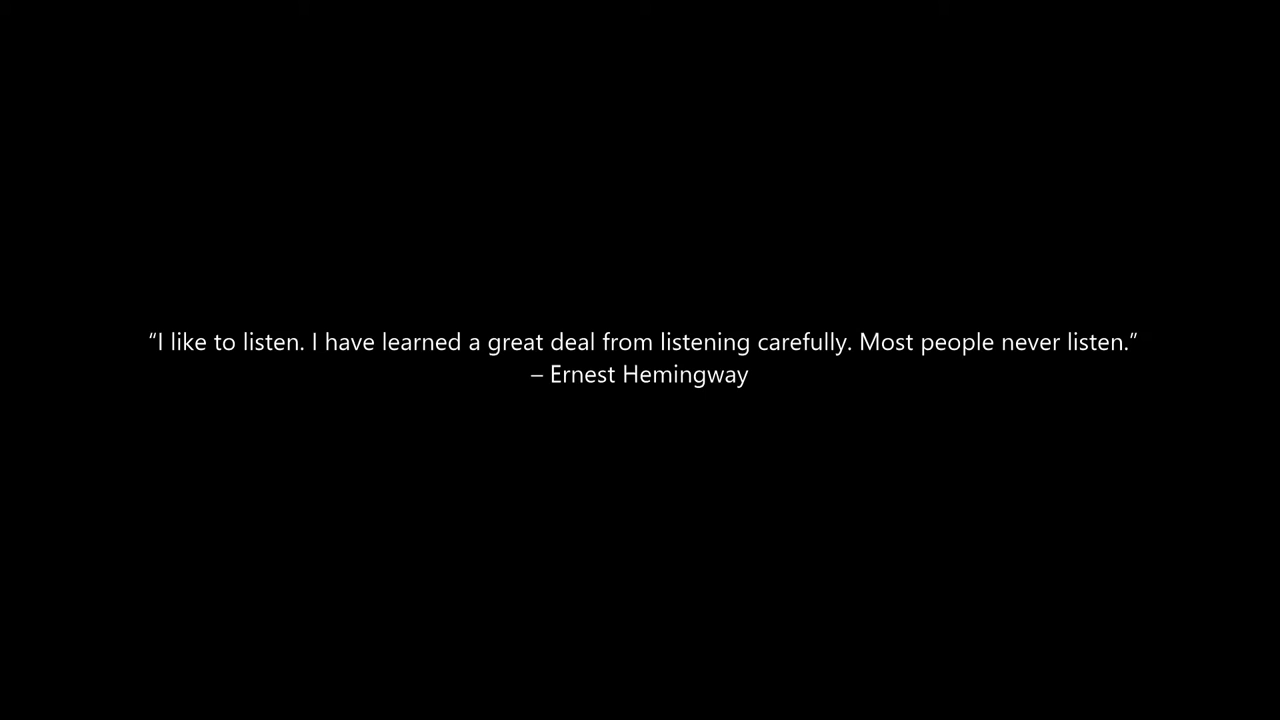 “I like to listen. I have learned a great deal from listening carefully. Most people never listen.”
– Ernest Hemingway